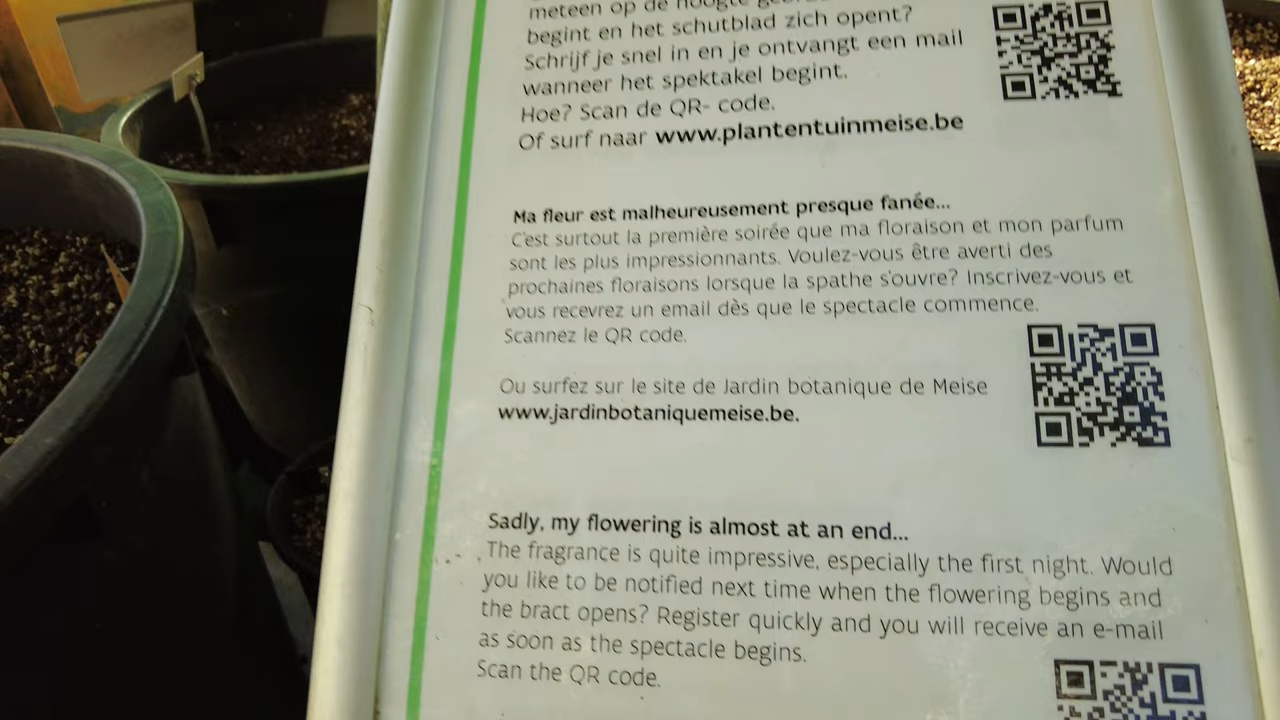 meteen op de hoogte
begint en het schutblad zich opent?
Schrijf je snel in en je ontvangt een mail
wanneer het spektakel begint.
Hoe? Scan de QR- code.
Of surf naar www.plantentuinmeise.be
Ma fleur est malheureusement presque fanée...
C'est surtout la première soirée que ma floraison et mon parfum
sont les plus impressionnants. Voulez-vous être averti des
prochaines floraisons lorsque la spathe s'ouvre? Inscrivez-vous et
vous recevrez un email dès que le spectacle commence.
Scannez le QR code.
Ou surfez sur le site de Jardin botanique de Meise
www.jardinbotaniquemeise.be.
Sadly, my flowering is almost at an end...
The fragrance is quite impressive, especially the first night. Would
you like to be notified next time when the flowering begins and
the bract opens? Register quickly and you will receive an e-mail
as soon as the spectacle begins.
Scan the QR code.